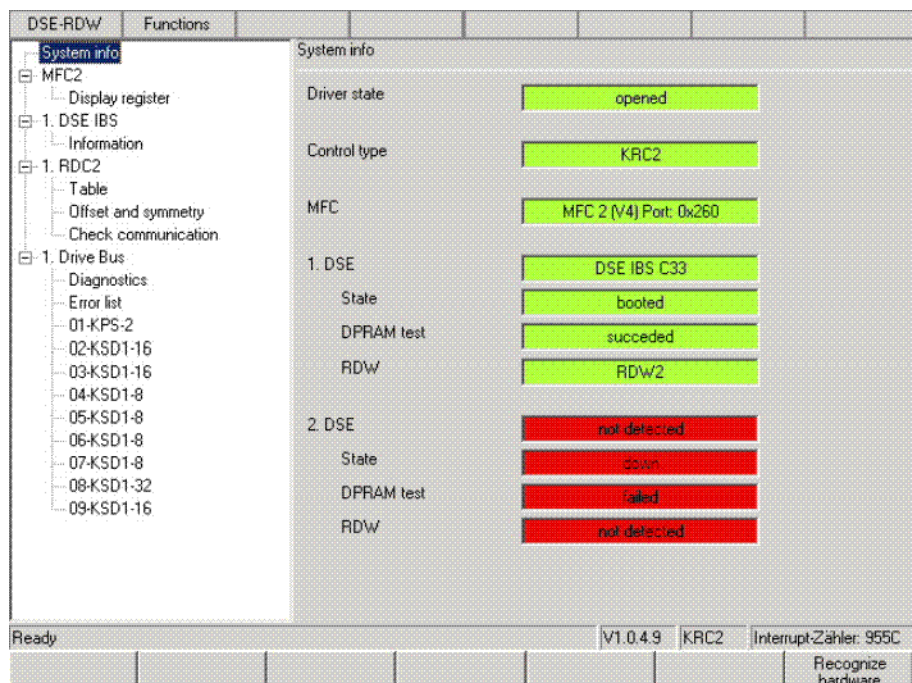 DSE-RDW Functions
System info
MFC2
Display register
1. DSE IBS
Information
1. RDC2
Table
Offset and symmetry
Check communication
1. Drive Bus
Diagnostics
Error list
01-KPS-2
02-KSD1-16
03-KSD1-16
04-KSD1-8
05-KSD1-8
06-KSD1-8
07-KSD1-8
08-KSD1-32
09-KSD1-16
System info
Driver state opened
Control type KRC2
MFC MFC 2 (V4) Port: 0x260
1. DSE DSE IBS C33
State booted
DPRAM test succeded
RDW RDW2
2. DSE not detected
State down
DPRAM test failed
RDW not detected
Ready V1.0.4.9 KRC2 Interrupt-Zähler: 955C
Recognize
hardware